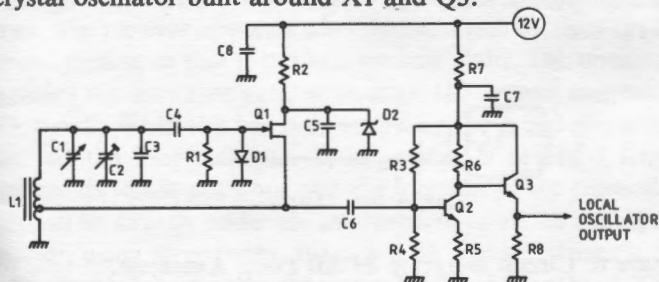 crystal oscillator built around X1 and Q5.
12V
C8
R2
R7
C7
C4
Q1
C5
D2
C1
C2
C3
R1
D1
R3
R6
Q3
L1
Q2
C6
LOCAL
OSCILLATOR
OUTPUT
R4
R5
R8